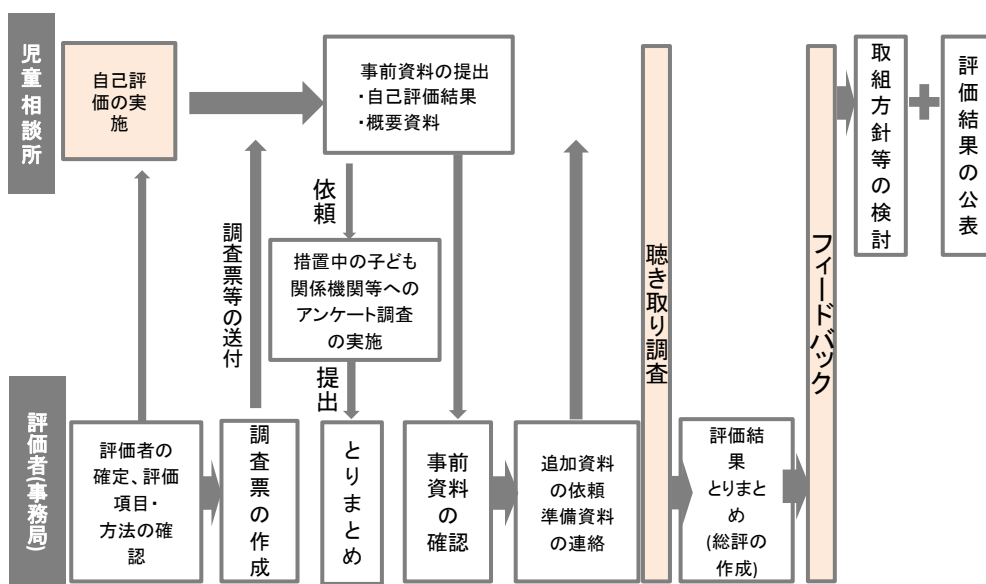 児童相談所
自己評
価の実
施
事前資料の提出
・自己評価結果
・概要資料
取組方針等の検討
評価結果の公表
依頼
調査票等の送付
措置中の子ども
関係機関等への
アンケート調査
の実施
提出
聴き取り調査
フィードバック
評価者(事務局)
評価者の
確定、評価
項目・
方法の確
認
調査票の作成
とりまとめ
事前
資料
の
確認
追加資料
の依頼
準備資料
の連絡
評価結
果
とりまと
め
(総評の
作成)